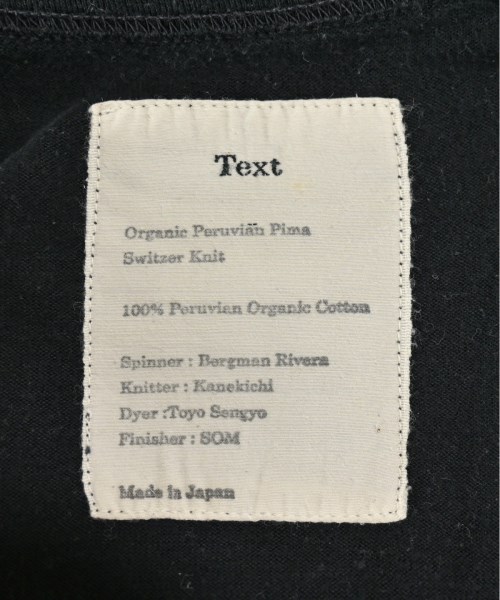 Text
Organic Peruvian Pima
Switzer Knit
100% Peruvian Organic Cotton
Spinner : Bergman Rivera
Knitter : Kanekichi
Dyer :Toyo Sengyo
Finisher : SOM
Made in Japan